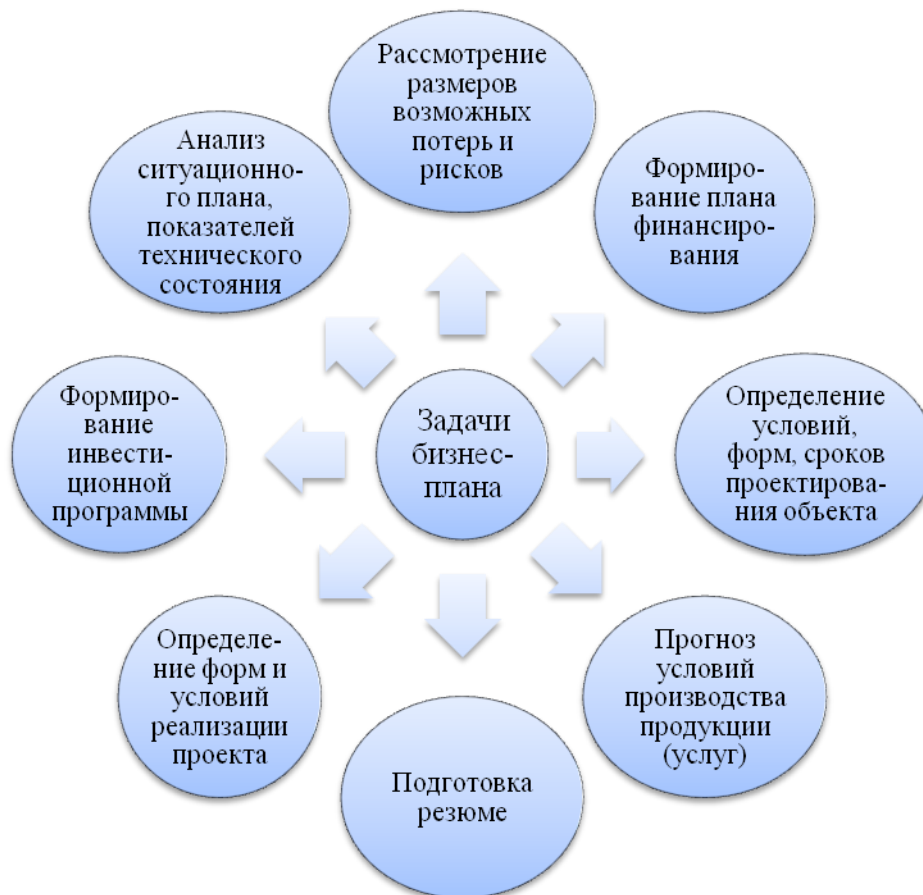 Рассмотрение
размеров
возможных
потерь и
рисков
Формиро-
вание плана
финансиро-
вания
Определение
условий,
форм, сроков
проектирова-
ния объекта
Прогноз
условий
производства
продукции
(услуг)
Подготовка
резюме
Определе-
ние форм и
условий
реализации
проекта
Формиро-
вание
инвести-
ционной
программы
Анализ
ситуационно-
го плана,
показателей
технического
состояния
Задачи
бизнес-
плана